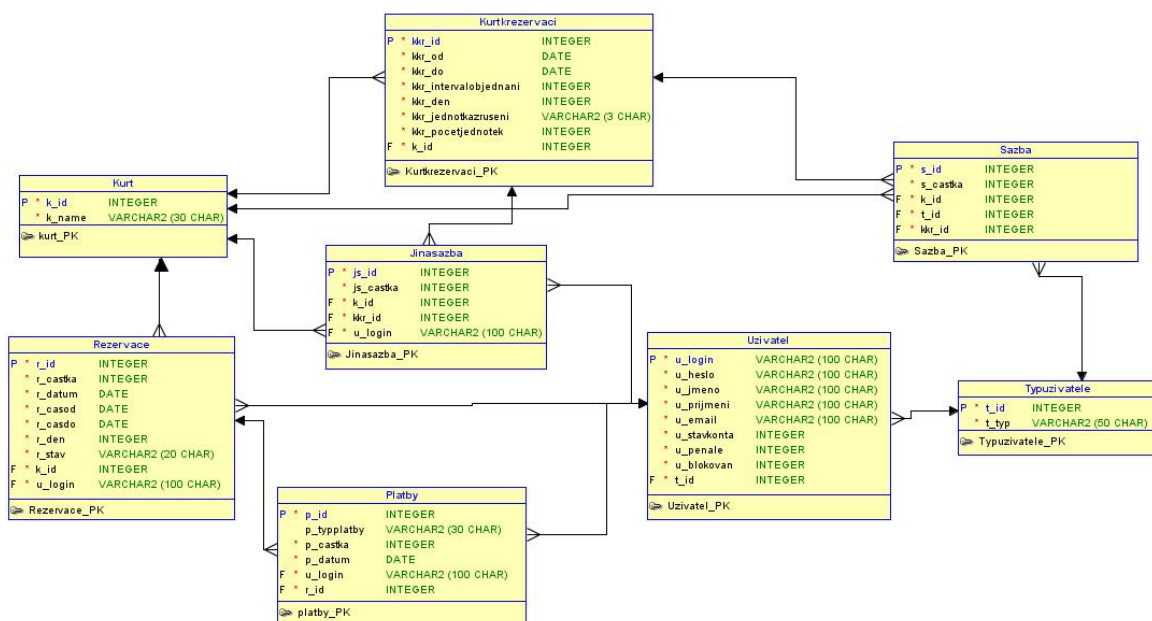 Kurtkrezervaci
P * kkr_id INTEGER
* kkr_od DATE
* kkr_do DATE
* kkr_intervalobjednani INTEGER
* kkr_den INTEGER
* kkr_jednotkazruseni VARCHAR2 (3 CHAR)
* kkr_pocetjednotek INTEGER
F * k_id INTEGER
Kurtkrezervaci_PK
Sazba
P * s_id INTEGER
* s_castka INTEGER
F * k_id INTEGER
F * t_id INTEGER
F * kkr_id INTEGER
Sazba_PK
Kurt
P * k_id INTEGER
* k_name VARCHAR2 (30 CHAR)
kurt_PK
Jinasazba
P * js_id INTEGER
* js_castka INTEGER
F * k_id INTEGER
F * kkr_id INTEGER
F * u_login VARCHAR2 (100 CHAR)
Jinasazba_PK
Rezervace
P * r_id INTEGER
* r_castka INTEGER
* r_datum DATE
* r_casod DATE
* r_casdo DATE
* r_den INTEGER
* r_stav VARCHAR2 (20 CHAR)
F * k_id INTEGER
F * u_login VARCHAR2 (100 CHAR)
Rezervace_PK
Uzivatel
P * u_login VARCHAR2 (100 CHAR)
* u_heslo VARCHAR2 (100 CHAR)
* u_jmeno VARCHAR2 (100 CHAR)
* u_prijmeni VARCHAR2 (100 CHAR)
* u_email VARCHAR2 (100 CHAR)
* u_stavkonta INTEGER
* u_penale INTEGER
* u_blokovan INTEGER
F * t_id INTEGER
Uzivatel_PK
Typuzivatele
P * t_id INTEGER
* t_typ VARCHAR2 (50 CHAR)
Typuzivatele_PK
Platby
P * p_id INTEGER
p_typplatby VARCHAR2 (30 CHAR)
* p_castka INTEGER
* p_datum DATE
F * u_login VARCHAR2 (100 CHAR)
F * r_id INTEGER
platby_PK